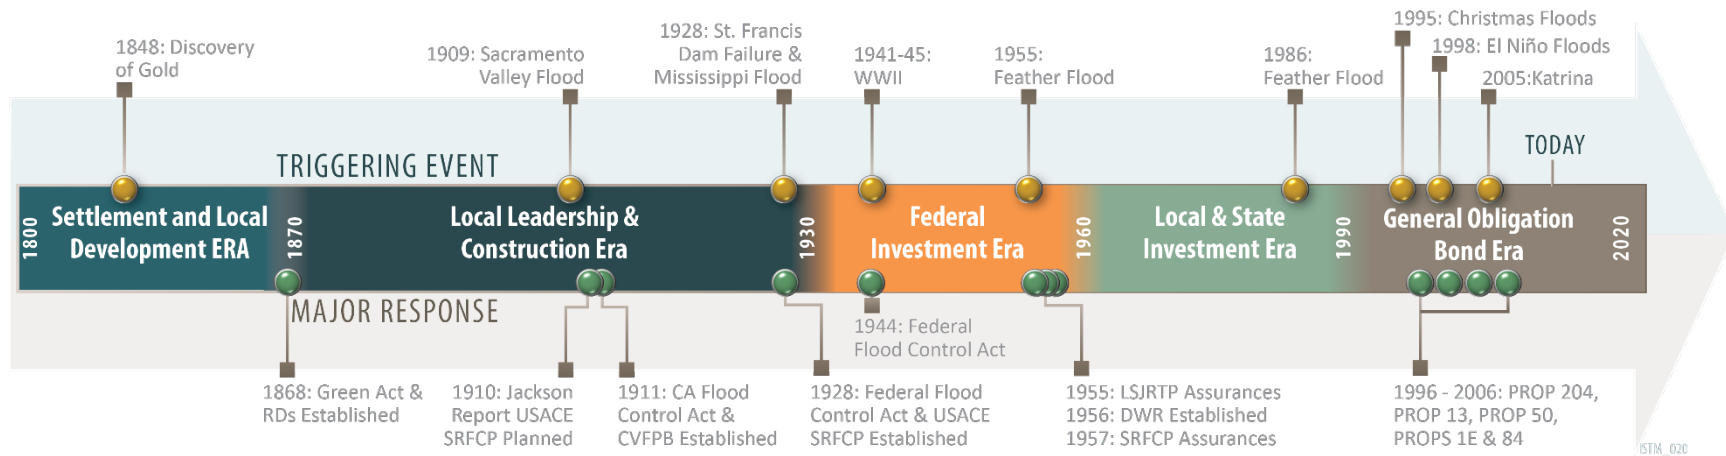 1848: Discovery
of Gold
1909: Sacramento
Valley Flood
1928: St. Francis
Dam Failure &
Mississippi Flood
1941-45:
WWII
1955:
Feather Flood
1986:
Feather Flood
1995: Christmas Floods
1998: El Niño Floods
2005:Katrina
TODAY
TRIGGERING EVENT
1800
Settlement and Local
Development ERA
1870
Local Leadership &
Construction Era
1930
Federal
Investment Era
1960
Local & State
Investment Era
1990
General Obligation
Bond Era
2020
MAJOR RESPONSE
1868: Green Act &
RDs Established
1910: Jackson
Report USACE
SRFCP Planned
1911: CA Flood
Control Act &
CVFPB Established
1928: Federal Flood
Control Act & USACE
SRFCP Established
1944: Federal
Flood Control Act
1955: LSJRTP Assurances
1956: DWR Established
1957: SRFCP Assurances
1996 - 2006: PROP 204,
PROP 13, PROP 50,
PROPS 1E & 84
ISTM_020